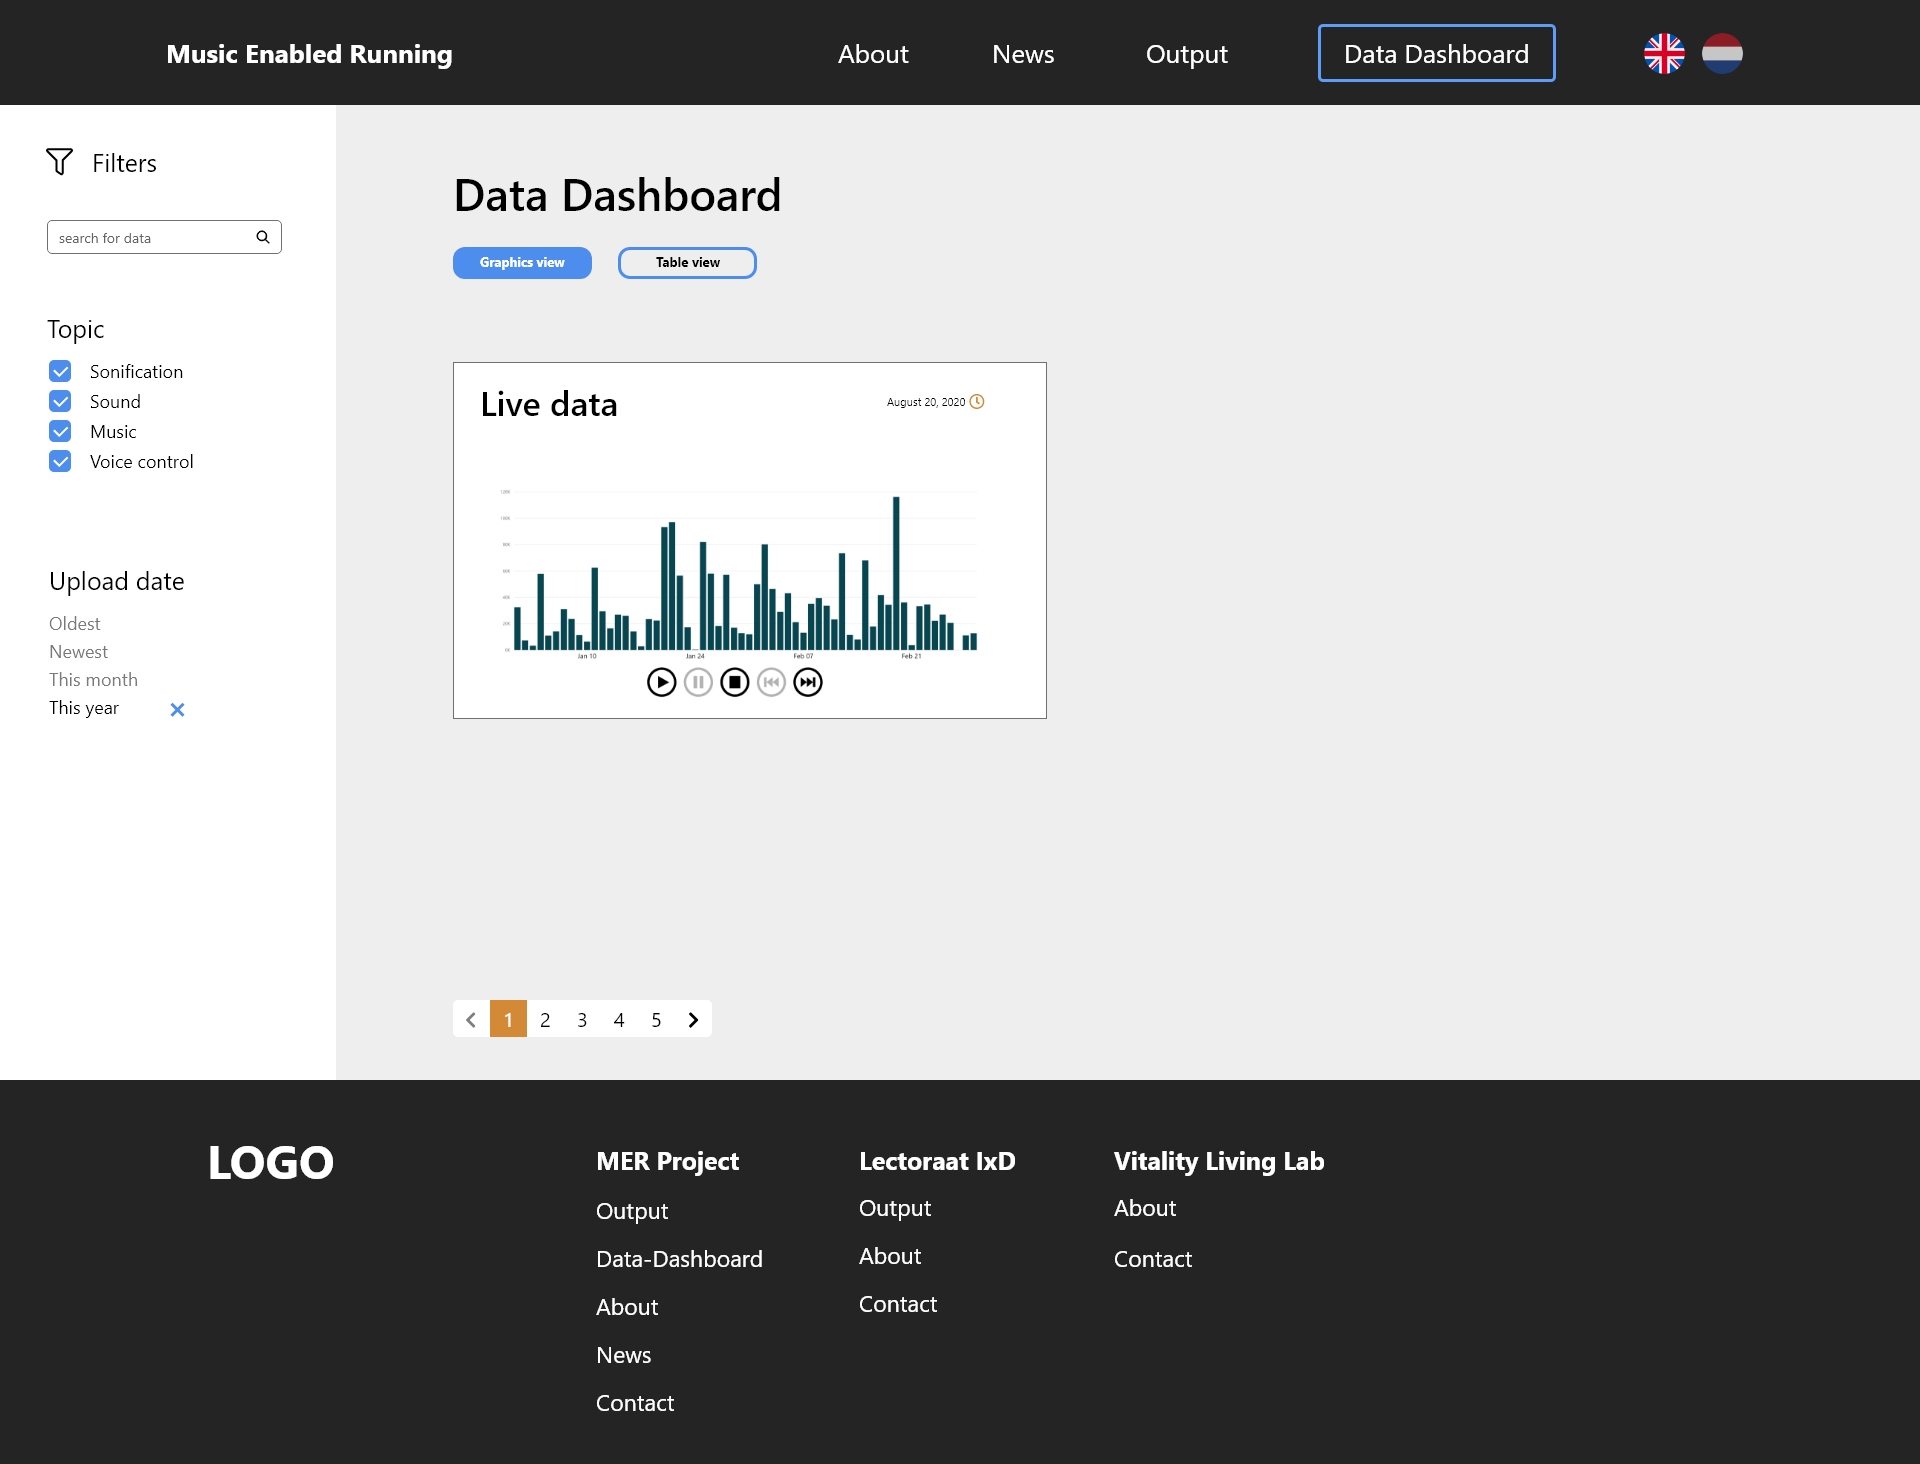 Music Enabled Running
About
News
Output
Data Dashboard
Filters
search for data
Topic
Sonification
Sound
Music
Voice control
Upload date
Oldest
Newest
This month
This year
Data Dashboard
Graphics view
Table view
Live data
August 20, 2020
Jan 10
Jan 24
Feb 07
Feb 21
1
2
3
4
5
LOGO
MER Project
Output
Data-Dashboard
About
News
Contact
Lectoraat IxD
Output
About
Contact
Vitality Living Lab
About
Contact